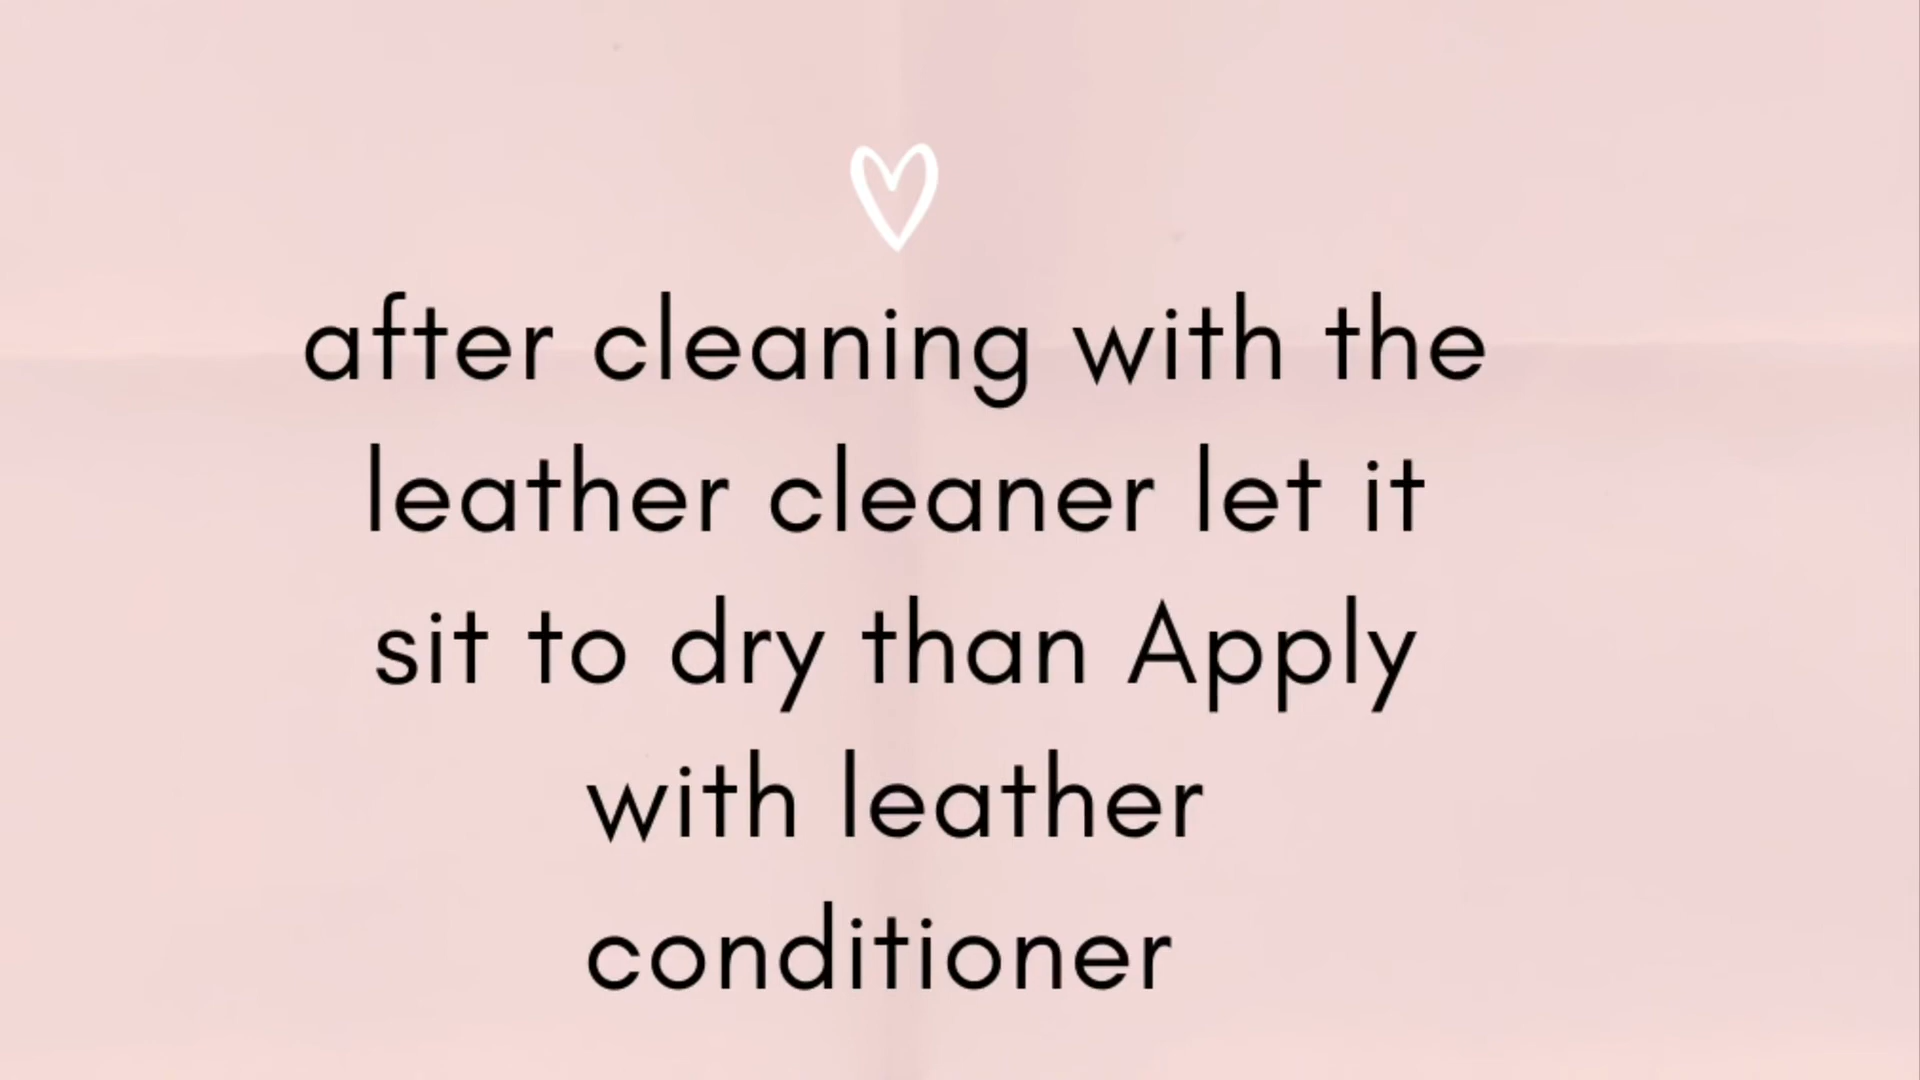 after cleaning with the
leather cleaner let it
sit to dry than Apply
with leather
conditioner